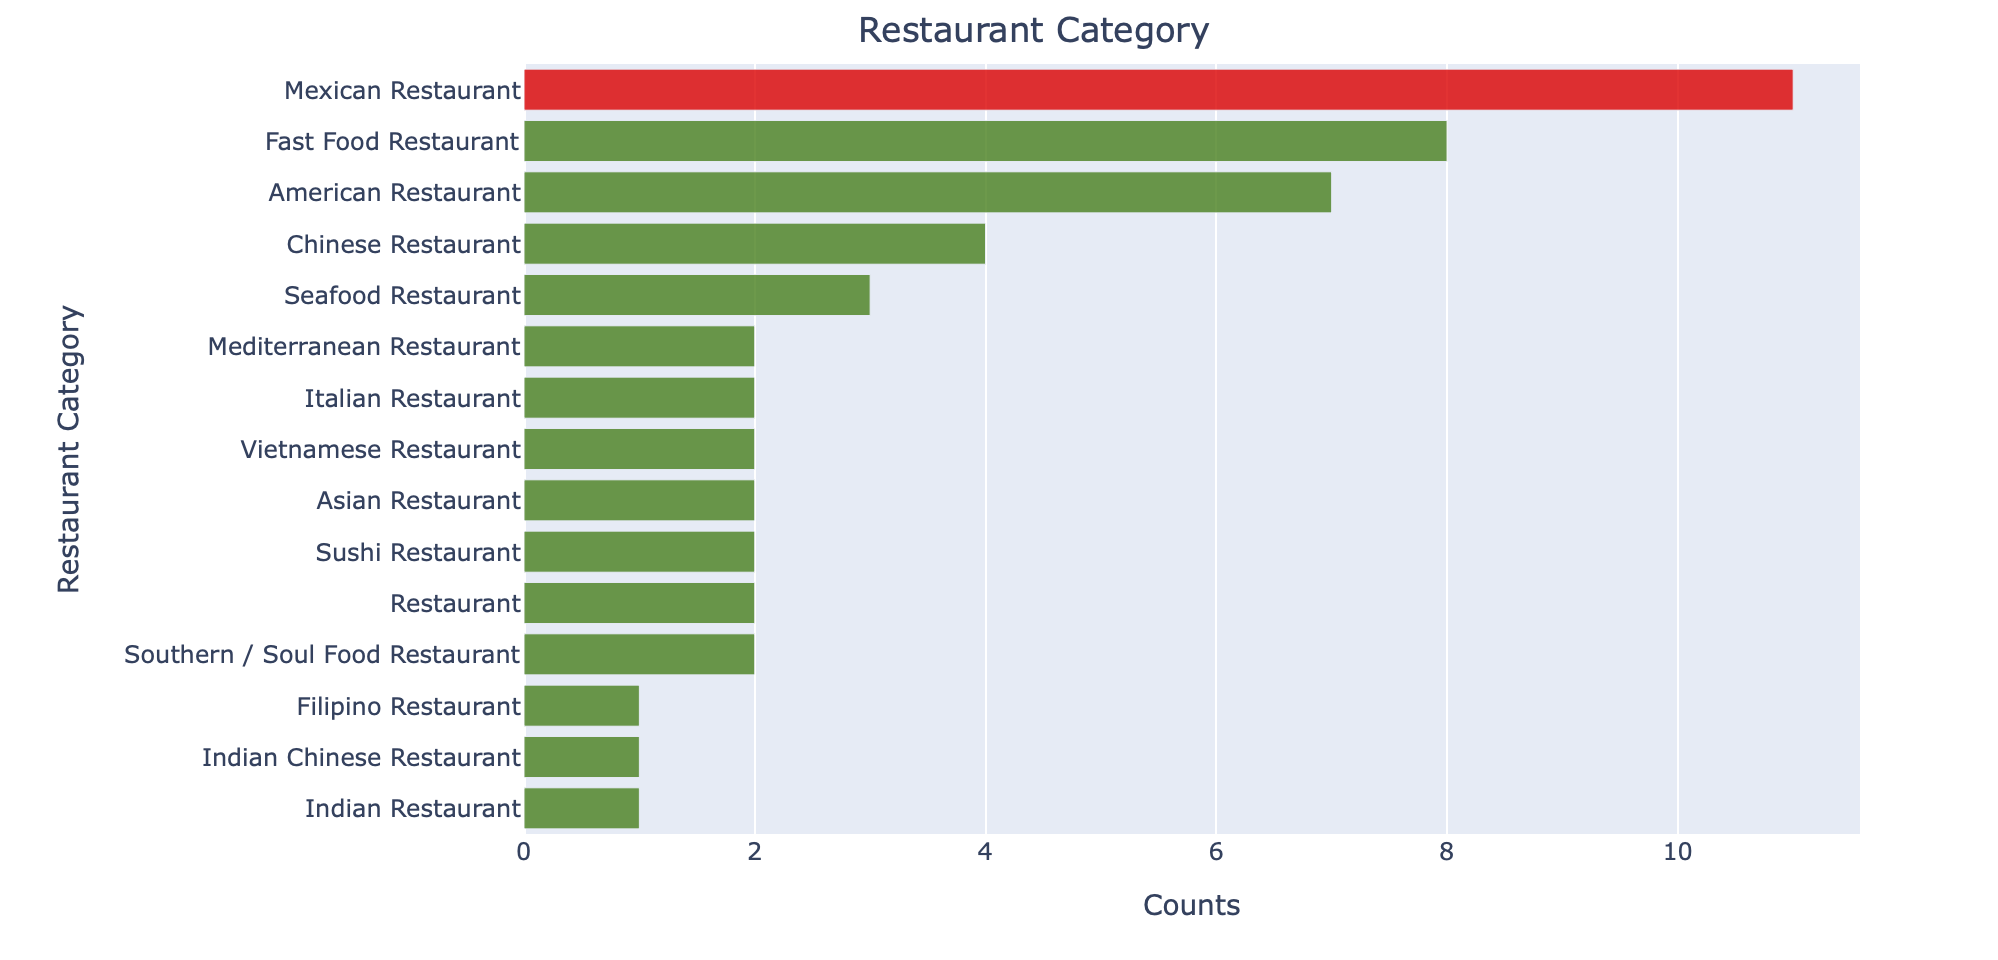 Restaurant Category
Restaurant Category
Mexican Restaurant
Fast Food Restaurant
American Restaurant
Chinese Restaurant
Seafood Restaurant
Mediterranean Restaurant
Italian Restaurant
Vietnamese Restaurant
Asian Restaurant
Sushi Restaurant
Restaurant
Southern / Soul Food Restaurant
Filipino Restaurant
Indian Chinese Restaurant
Indian Restaurant
0 2 4 6 8 10
Counts